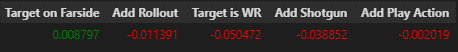 Target on Farside Add Rollout Target is WR Add Shotgun Add Play Action
0.008797 -0.011391 -0.050472 -0.038852 -0.002019